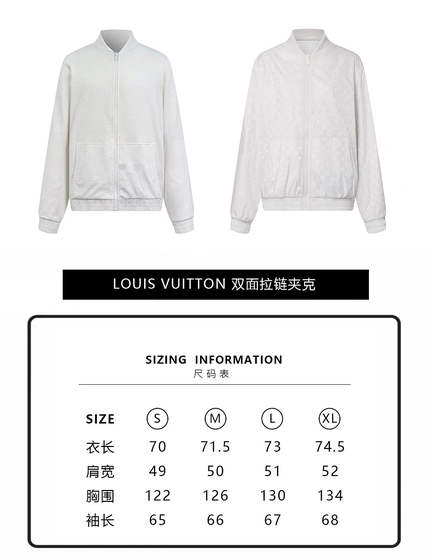 LOUIS VUITTON 双面拉链夹克
SIZING INFORMATION
尺码表
SIZE S M L XL
衣长 70 71.5 73 74.5
肩宽 49 50 51 52
胸围 122 126 130 134
袖长 65 66 67 68